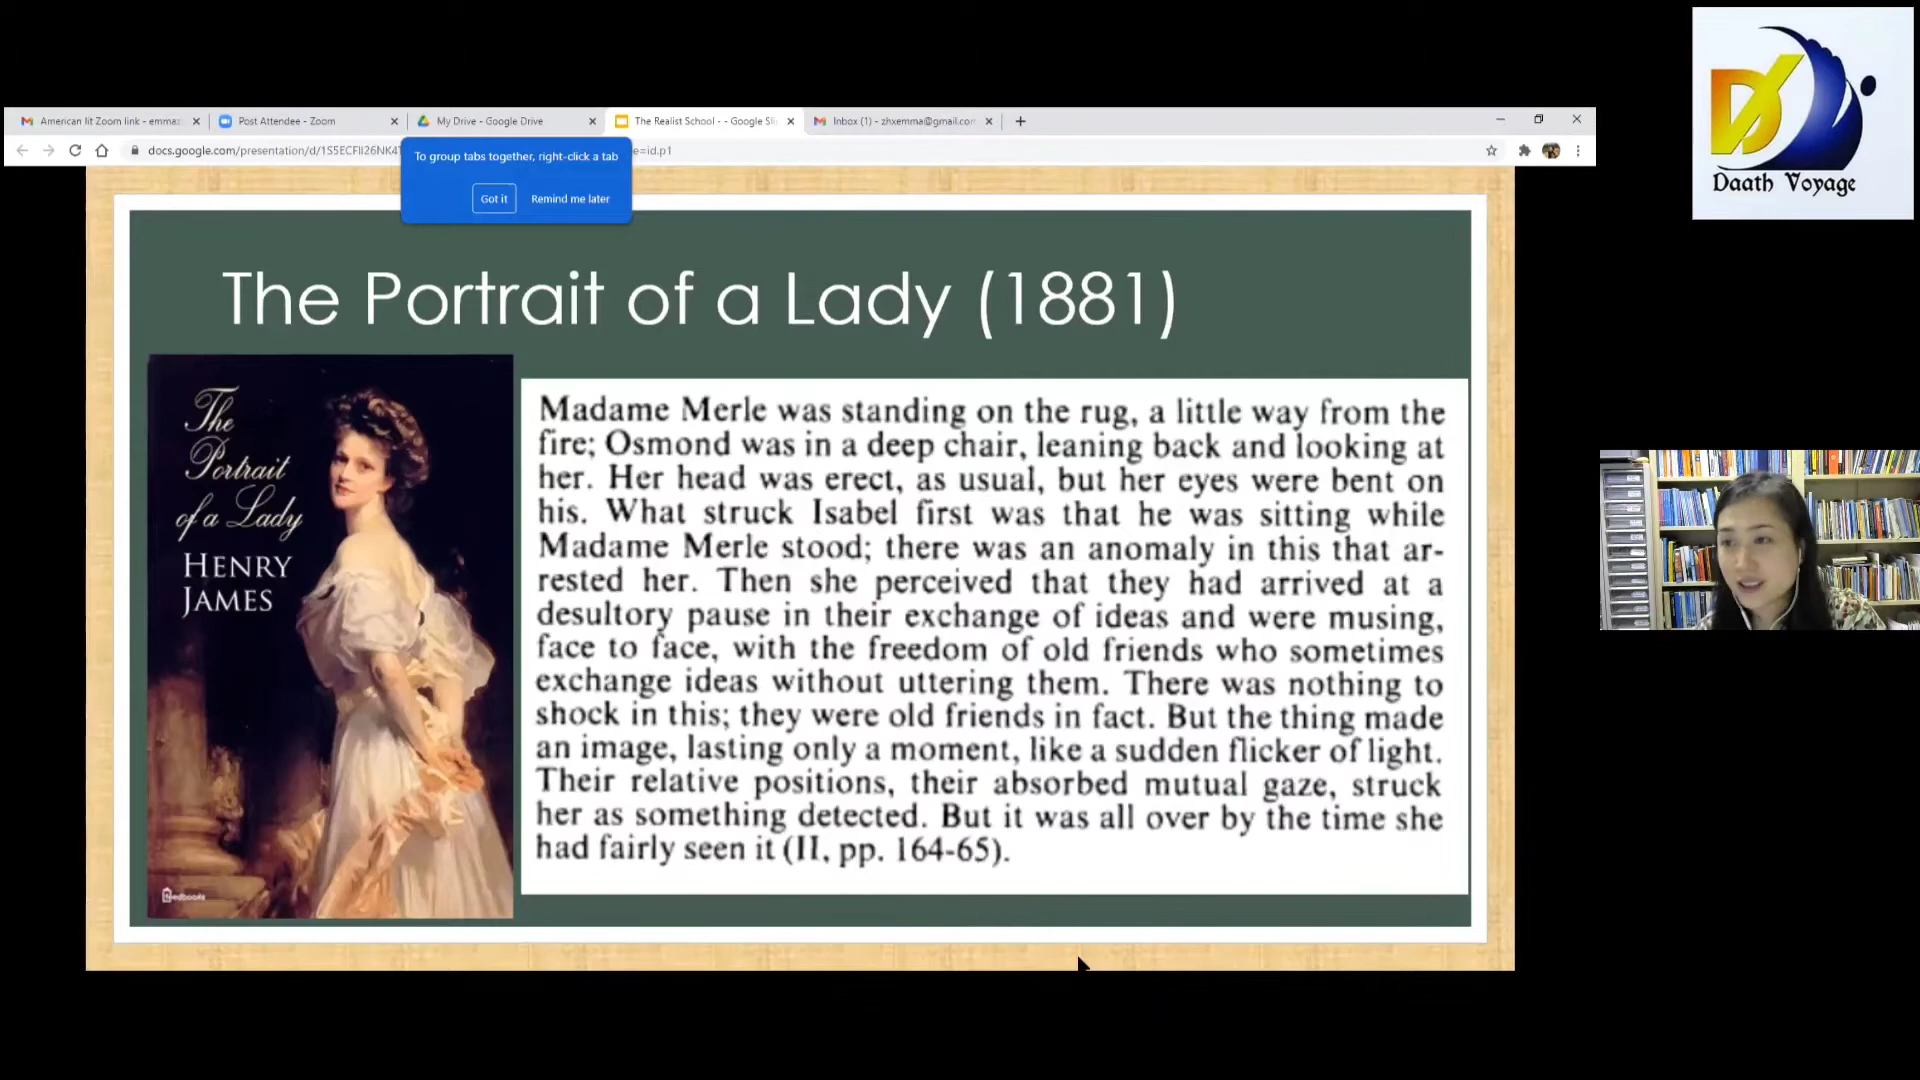 American lit Zoom link - emma
Post Attendee - Zoom
My Drive - Google Drive
The Realist School - - Google Sli
Inbox (1) - zhxemma@gmail.com
docs.google.com/presentation/d/
=id.p1
To group tabs together, right-click a tab
Got it
Remind me later
Daath Voyage
The Portrait of a Lady (1881)
The
Portrait
of a Lady
HENRY
JAMES
feedbooks
Madame Merle was standing on the rug, a little way from the
fire; Osmond was in a deep chair, leaning back and looking at
her. Her head was erect, as usual, but her eyes were bent on
his. What struck Isabel first was that he was sitting while
Madame Merle stood; there was an anomaly in this that ar-
rested her. Then she perceived that they had arrived at a
desultory pause in their exchange of ideas and were musing,
face to face, with the freedom of old friends who sometimes
exchange ideas without uttering them. There was nothing to
shock in this; they were old friends in fact. But the thing made
an image, lasting only a moment, like a sudden flicker of light.
Their relative positions, their absorbed mutual gaze, struck
her as something detected. But it was all over by the time she
had fairly seen it (II, pp. 164-65).